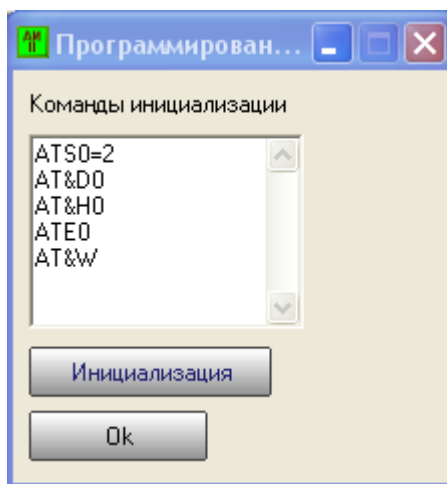 Программирован...
Команды инициализации
ATS0=2
AT&D0
AT&H0
ATE0
AT&W
Инициализация
Ok